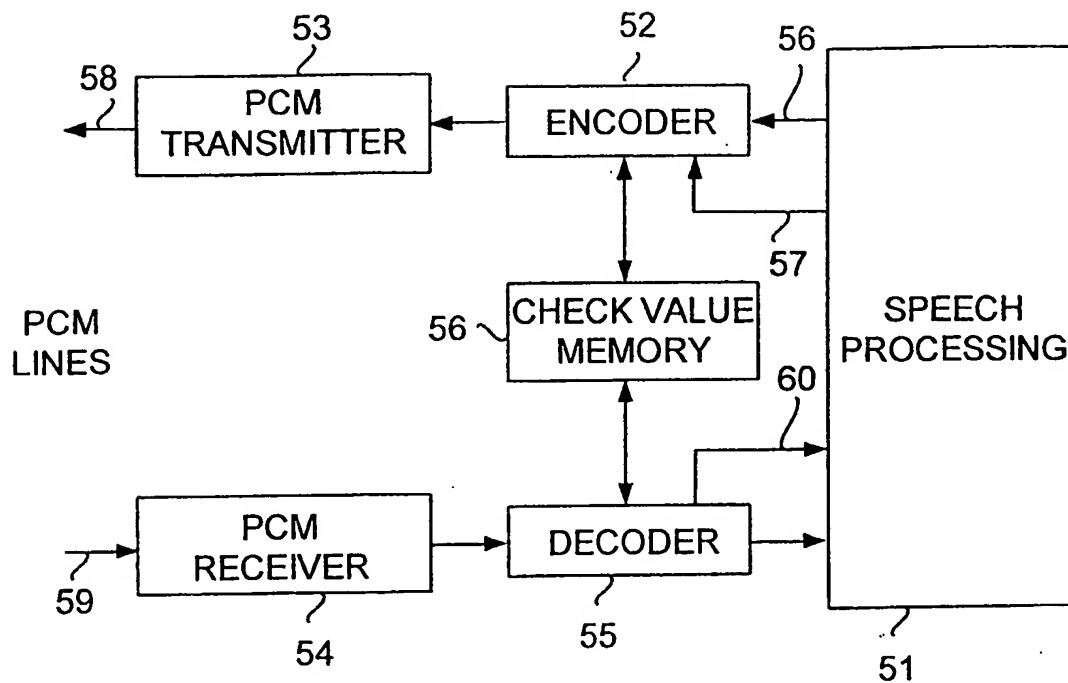 53
52
56
58
PCM
TRANSMITTER
ENCODER
57
PCM
LINES
56
CHECK VALUE
MEMORY
SPEECH
PROCESSING
60
PCM
RECEIVER
DECODER
59
54
55
51